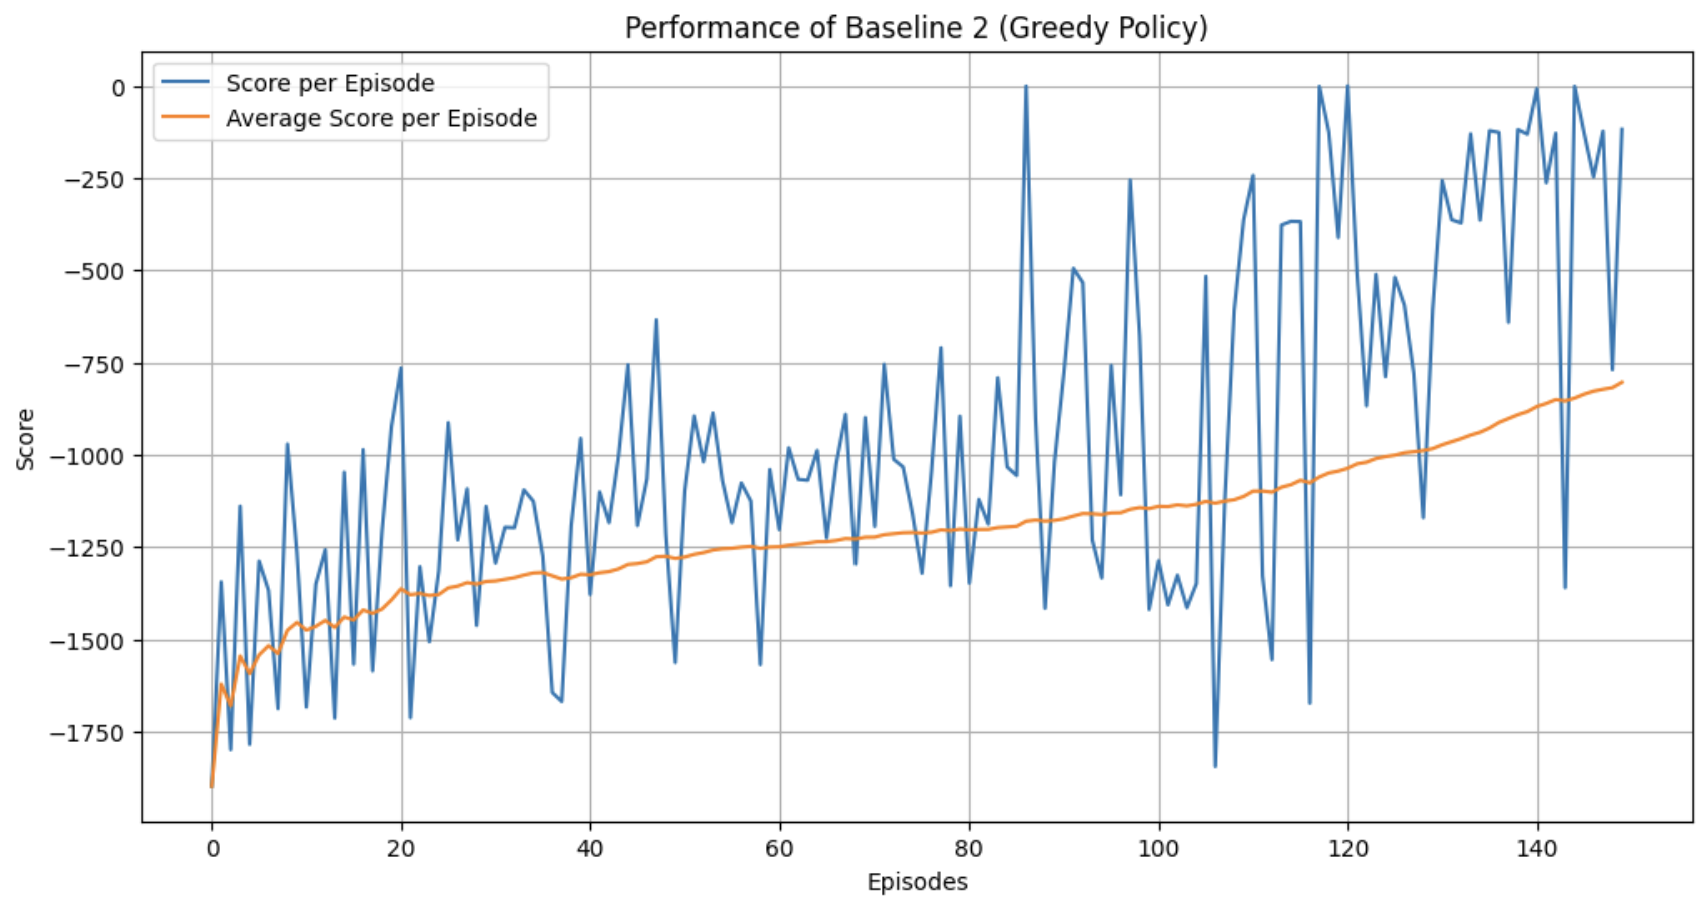 Performance of Baseline 2 (Greedy Policy)
Score per Episode
Average Score per Episode
0
−250
−500
−750
−1000
−1250
−1500
−1750
Score
0 20 40 60 80 100 120 140
Episodes